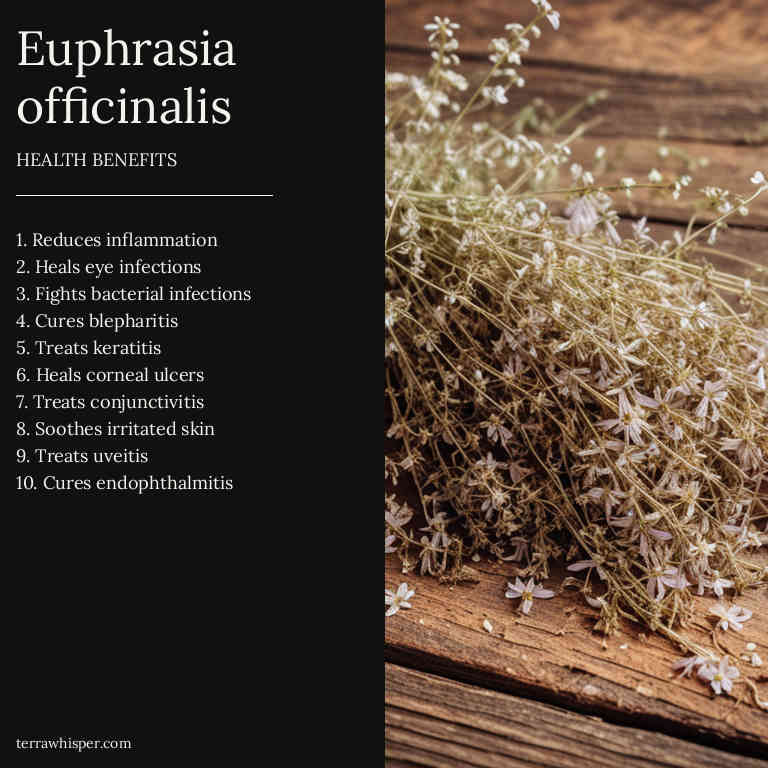 Euphrasia
officinalis
HEALTH BENEFITS
1. Reduces inflammation
2. Heals eye infections
3. Fights bacterial infections
4. Cures blepharitis
5. Treats keratitis
6. Heals corneal ulcers
7. Treats conjunctivitis
8. Soothes irritated skin
9. Treats uveitis
10. Cures endophthalmitis
terrawhisper.com